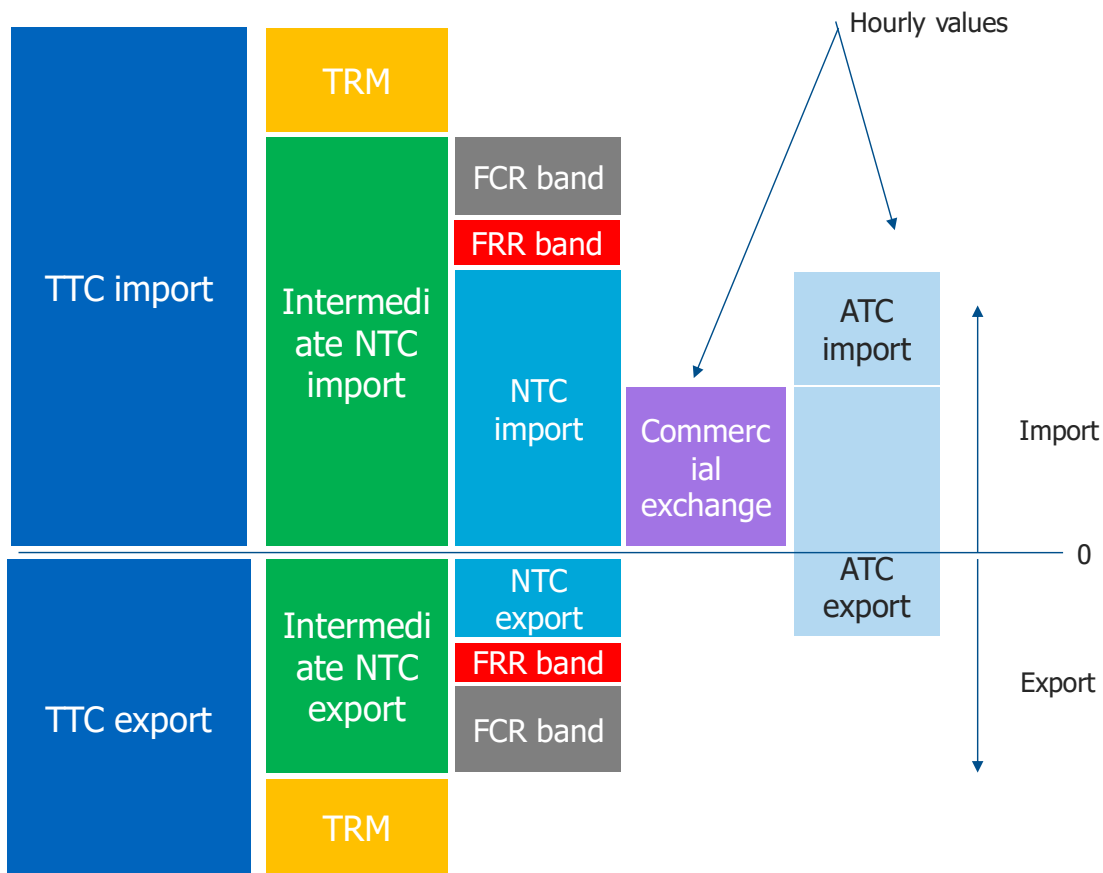 Hourly values
TRM
FCR band
FRR band
TTC import
Intermedi
ate NTC
import
NTC
import
Commerc
ial
exchange
ATC
import
Import
0
TTC export
Intermedi
ate NTC
export
NTC
export
FRR band
FCR band
ATC
export
Export
TRM